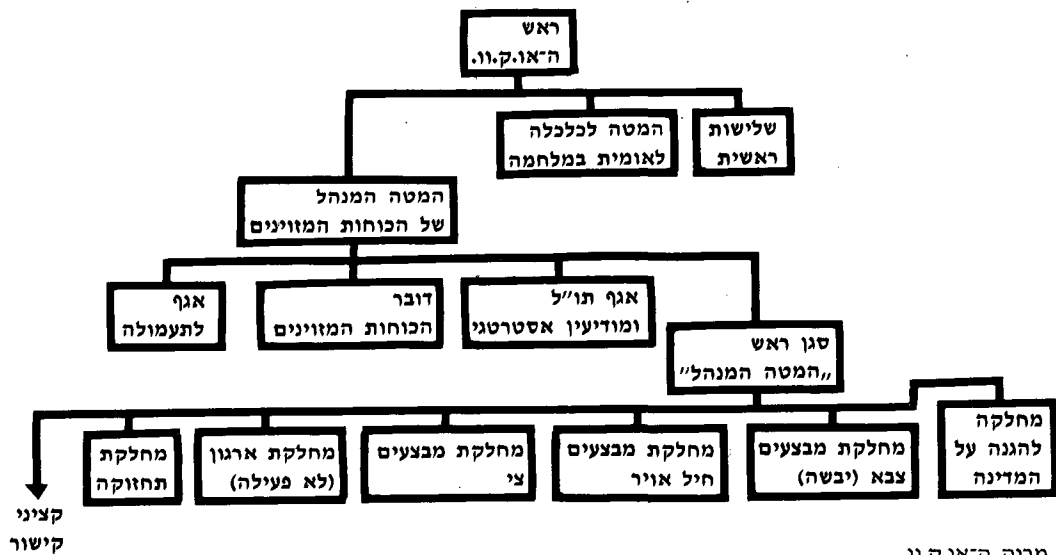 ראש
ה־או.ק.וו.
שלישות
ראשית
המטה לכלכלה
לאומית במלחמה
המטה המנהל
של הכוחות המזוינים
אגף תו״ל
ומודיעין אסטרטגי
דובר
הכוחות המזוינים
אגף
לתעמולה
סגן ראש
„המטה המנהל״
מחלקה
להגנה על
המדינה
מחלקת מבצעים
צבא (יבשה)
מחלקת מבצעים
חיל אויר
מחלקת מבצעים
צי
מחלקת ארגון
(לא פעילה)
מחלקת
תחזוקה
קציני
קישור